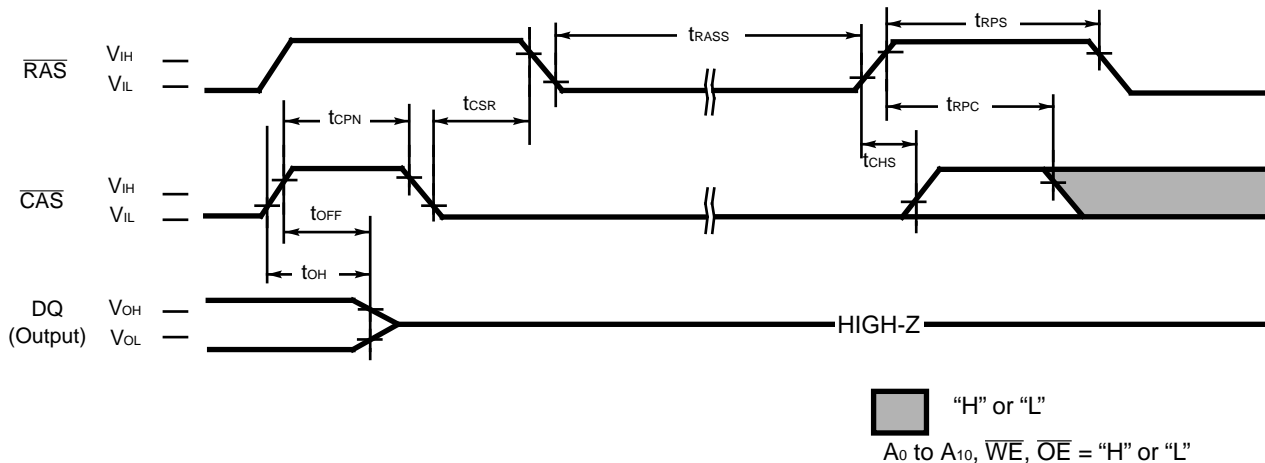 tRPS
tRASS
RAS
VIH
VIL
tCSR
tCPN
tRPC
tCHS
CAS
VIH
VIL
tOFF
tOH
DQ
(Output)
VOH
VOL
HIGH-Z
“H” or “L”
A0 to A10, WE, OE = “H” or “L”